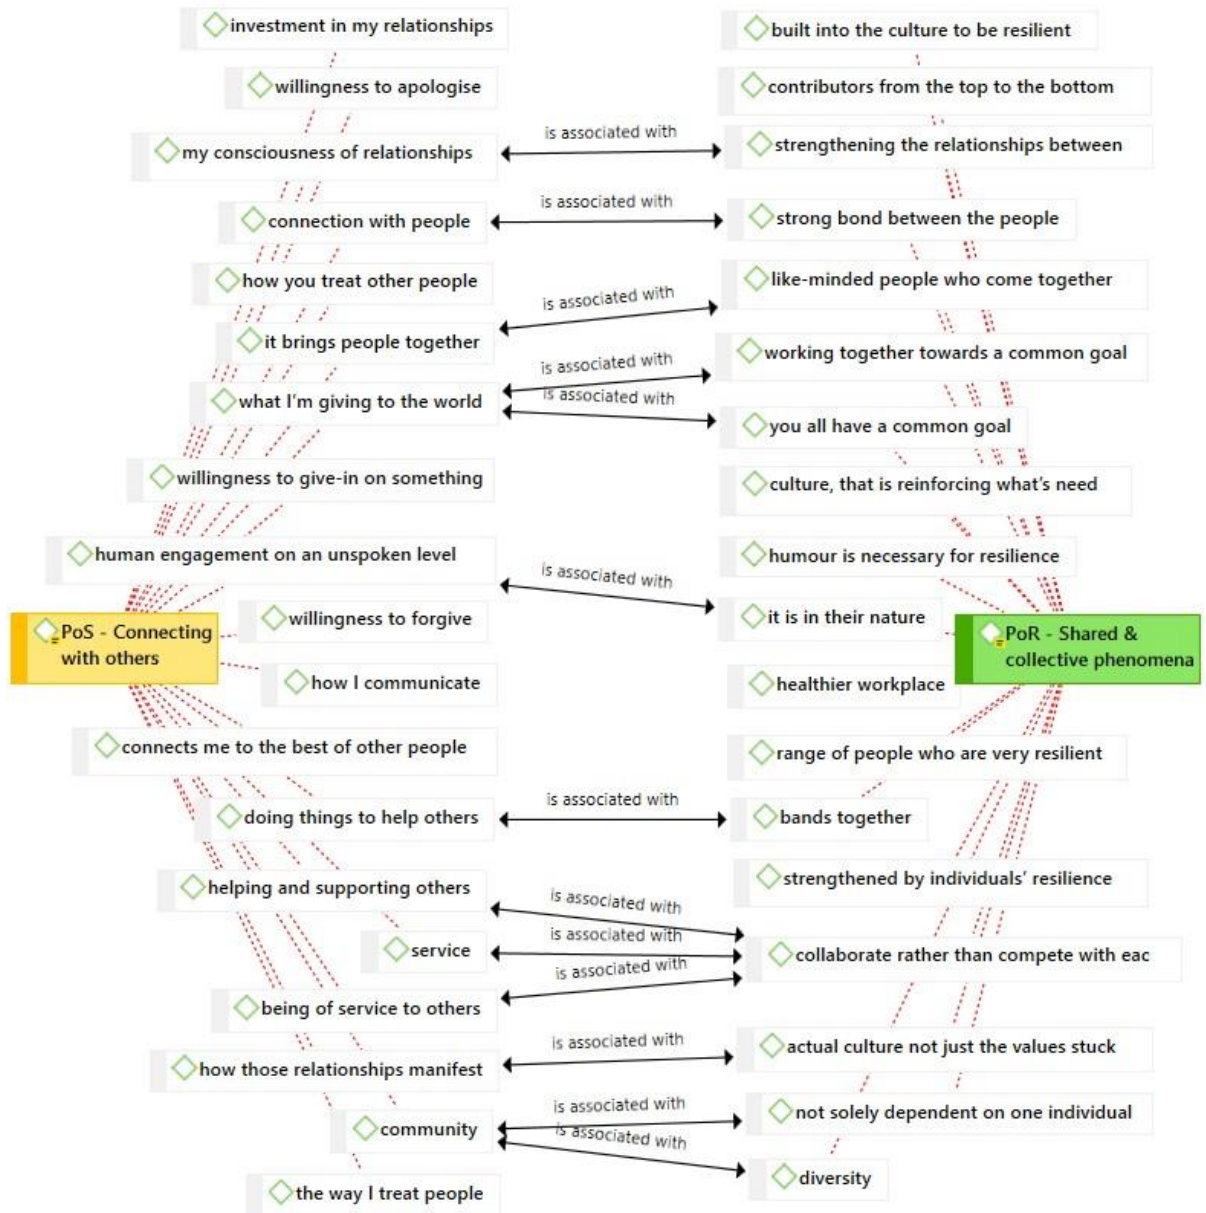 investment in my relationships
built into the culture to be resilient
willingness to apologise
contributors from the top to the bottom
is associated with
my consciousness of relationships
strengthening the relationships between
is associated with
connection with people
strong bond between the people
how you treat other people
like-minded people who come together
is associated with
it brings people together
working together towards a common goal
is associated with
is associated with
what I'm giving to the world
you all have a common goal
willingness to give-in on something
culture, that is reinforcing what's need
human engagement on an unspoken level
humour is necessary for resilience
is associated with
willingness to forgive
it is in their nature
PoS - Connecting
with others
PoR - Shared &
collective phenomena
how I communicate
healthier workplace
connects me to the best of other people
range of people who are very resilient
is associated with
doing things to help others
bands together
helping and supporting others
strengthened by individuals' resilience
is associated with
is associated with
service
collaborate rather than compete with eac
is associated with
being of service to others
is associated with
how those relationships manifest
actual culture not just the values stuck
is associated with
not solely dependent on one individual
community
is associated with
diversity
the way I treat people